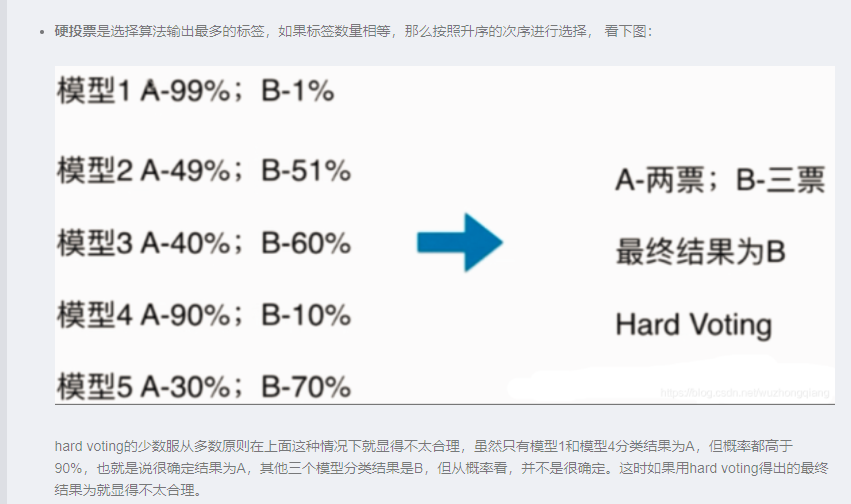 硬投票是选择算法输出最多的标签，如果标签数量相等，那么按照升序的次序进行选择， 看下图：
模型1 A-99%；B-1%
模型2 A-49%；B-51%
模型3 A-40%；B-60%
模型4 A-90%；B-10%
模型5 A-30%；B-70%
A-两票；B-三票
最终结果为B
Hard Voting
https://blog.csdn.net/wuzhongqiang
hard voting的少数服从多数原则在上面这种情况下就显得不太合理，虽然只有模型1和模型4分类结果为A，但概率都高于
90%，也就是说很确定结果为A，其他三个模型分类结果是B，但从概率看，并不是很确定。这时如果用hard voting得出的最终
结果为就显得不太合理。